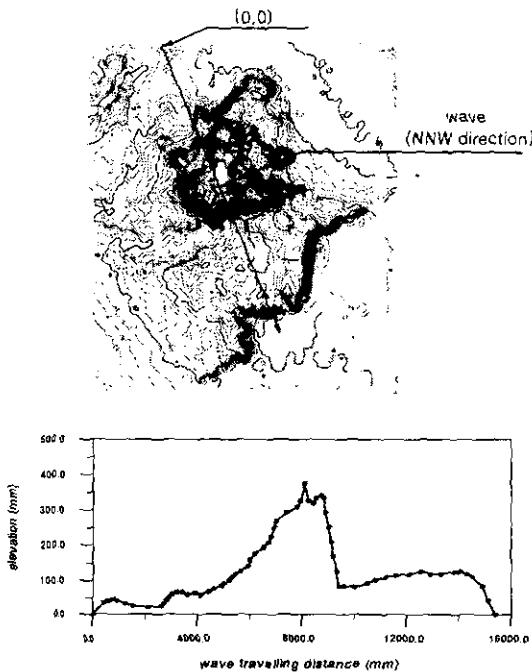 (0,0)
wave
(NNW direction)
500.0
400.0
300.0
200.0
100.0
0.0
elevation (mm)
0.0 4000.0 8000.0 12000.0 16000.0
wave travelling distance (mm)